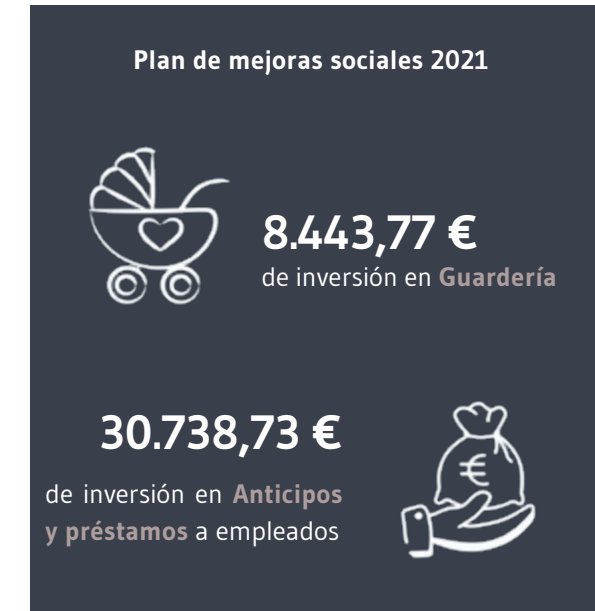 Plan de mejoras sociales 2021
8.443,77 €
de inversión en Guardería
30.738,73 €
de inversión en Anticipos
y préstamos a empleados
€